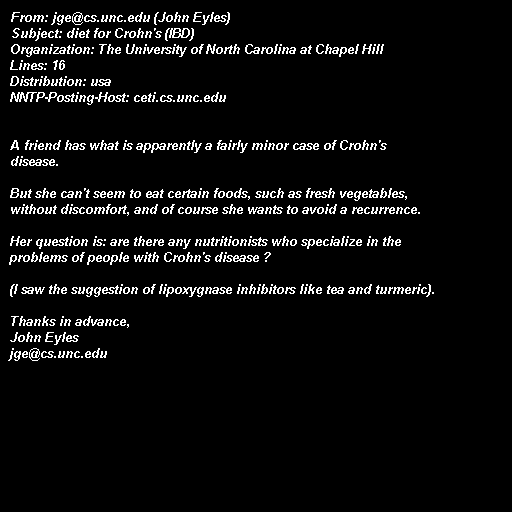 From: jge@cs.unc.edu (John Eyles)
Subject: diet for Crohn's (IBD)
Organization: The University of North Carolina at Chapel Hill
Lines: 16
Distribution: usa
NNTP-Posting-Host: ceti.cs.unc.edu
A friend has what is apparently a fairly minor case of Crohn's
disease.
But she can't seem to eat certain foods, such as fresh vegetables,
without discomfort, and of course she wants to avoid a recurrence.
Her question is: are there any nutritionists who specialize in the
problems of people with Crohn's disease ?
(I saw the suggestion of lipoxygnase inhibitors like tea and turmeric).
Thanks in advance,
John Eyles
jge@cs.unc.edu